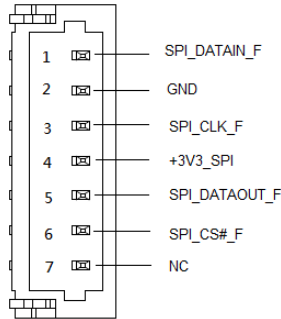 1 SPI_DATAIN_F
2 GND
3 SPI_CLK_F
4 +3V3_SPI
5 SPI_DATAOUT_F
6 SPI_CS#_F
7 NC